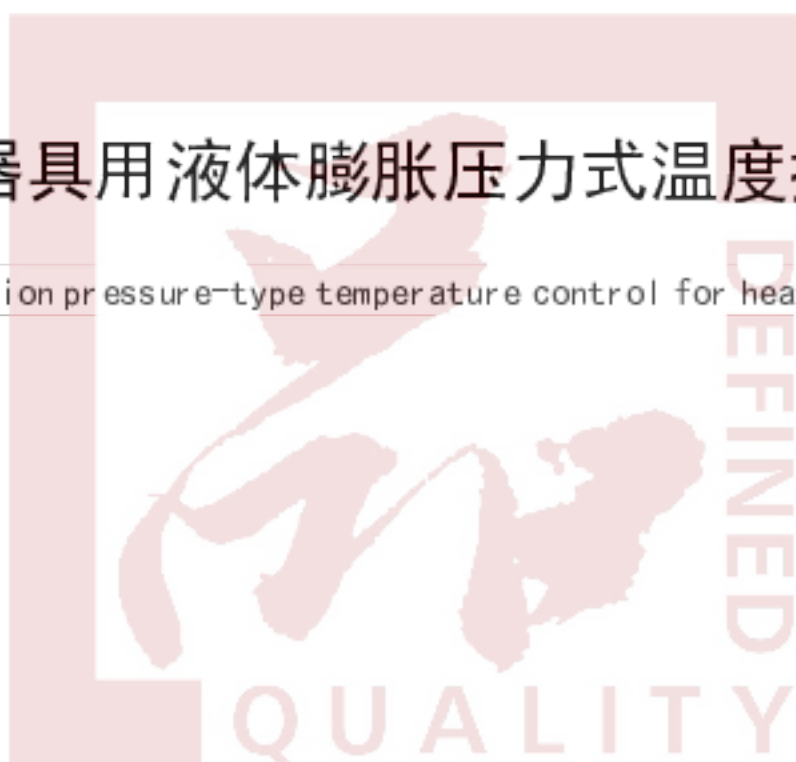 器具用液体膨胀压力式温度
ion pressure-type temperature control for hea
DEFINED
QUALITY